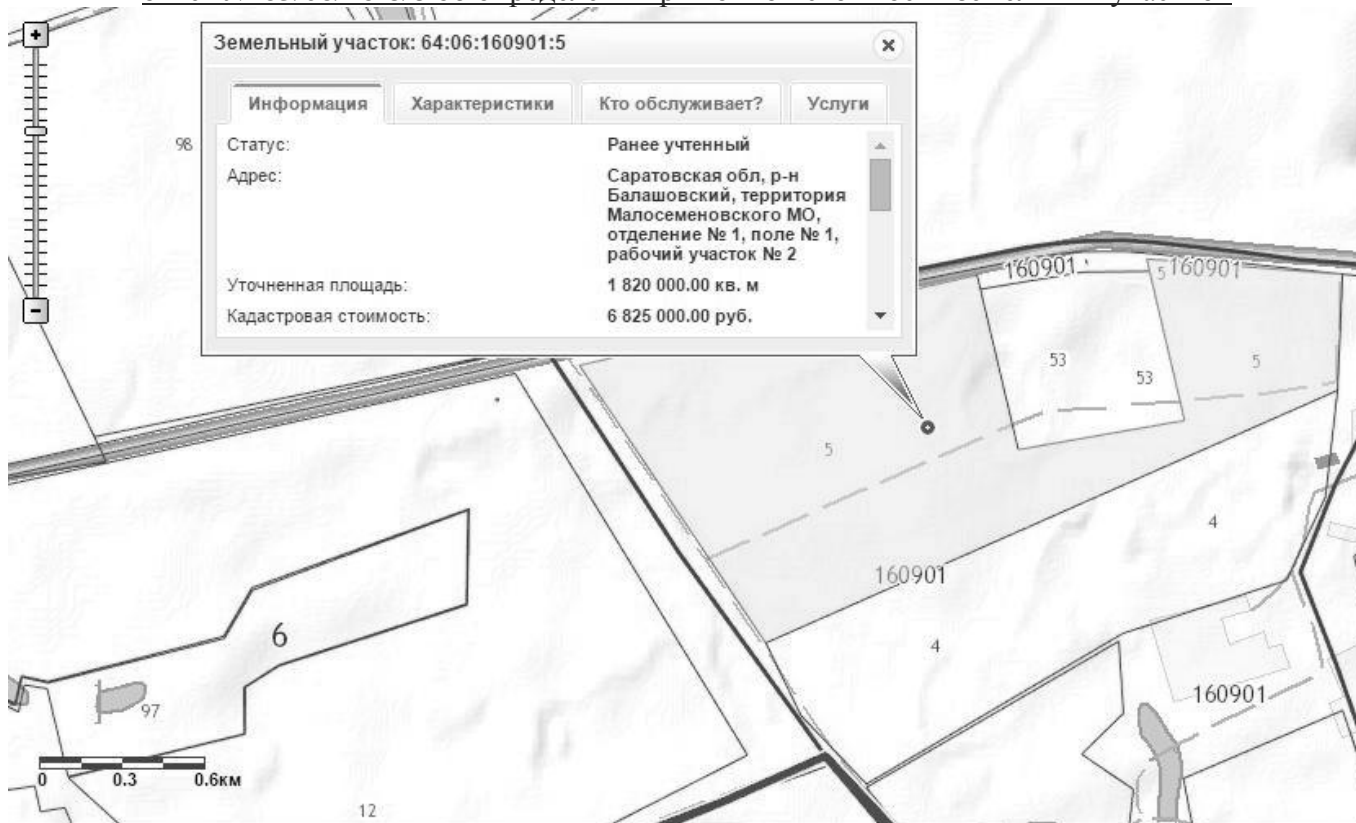 Земельный участок: 64:06:160901:5
Информация Характеристики Кто обслуживает? Услуги
Статус: Ранее учтенный
Адрес: Саратовская обл, р-н
Балашовский, территория
Малосеменовского МО,
отделение № 1, поле № 1,
рабочий участок № 2
Уточненная площадь: 1 820 000.00 кв. м
Кадастровая стоимость: 6 825 000.00 руб.
98
160901
5
160901
53
53
5
5
4
160901
4
6
160901
97
0 0.3 0.6км
12